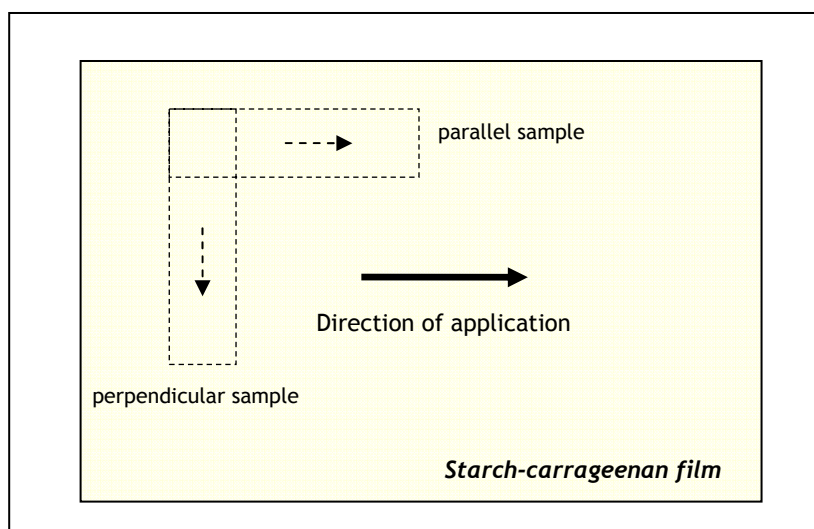 parallel sample
Direction of application
perpendicular sample
Starch-carrageenan film